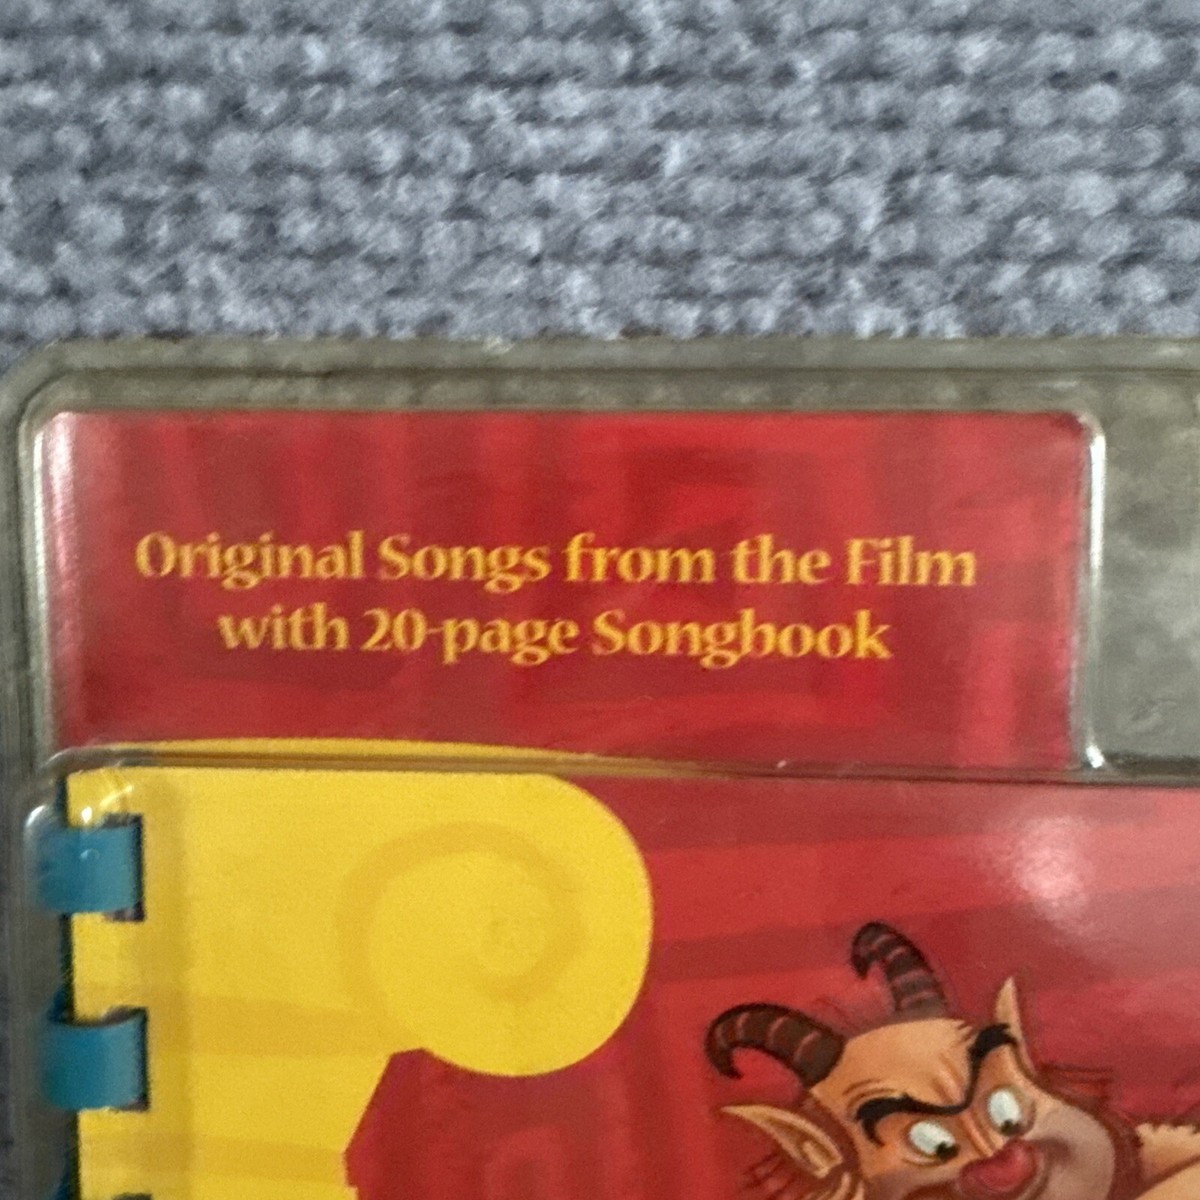 Original Songs from the Film
with 20-page Songbook